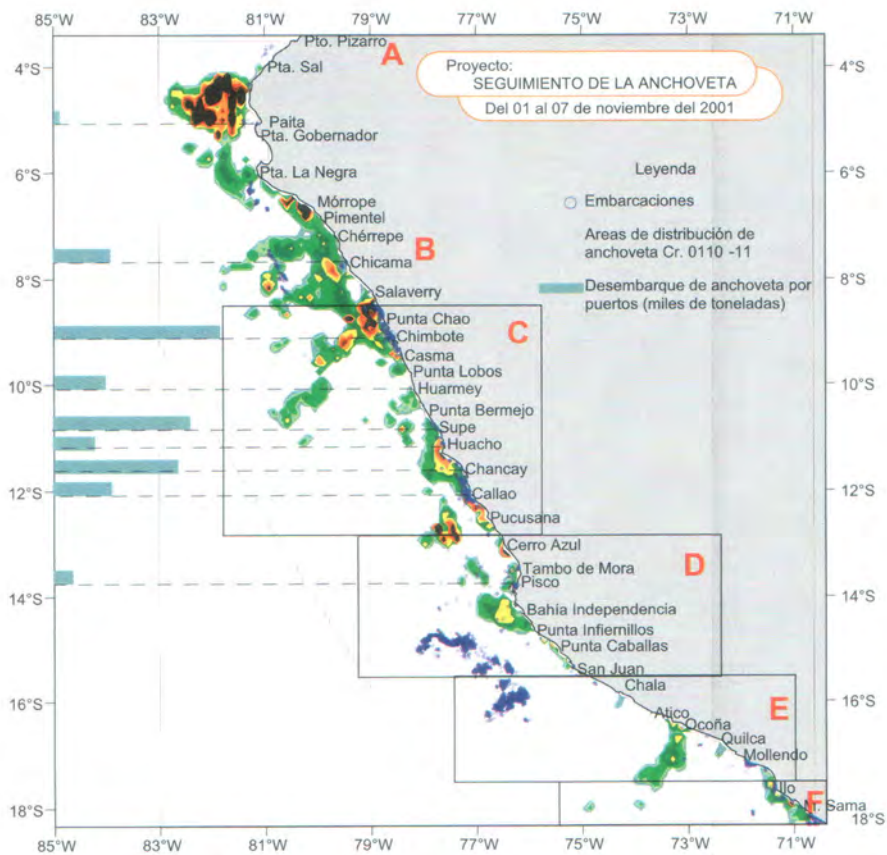 85°W 83°W 81°W 79°W 77°W 75°W 73°W 71°W
4°S 4°S
6°S 6°S
8°S 8°S
10°S 10°S
12°S 12°S
14°S 14°S
16°S 16°S
18°S 18°S
85°W 83°W 81°W 79°W 77°W 75°W 73°W 71°W
Proyecto:
SEGUIMIENTO DE LA ANCHOVETA
Del 01 al 07 de noviembre del 2001
Leyenda
Embarcaciones
Areas de distribución de
anchoveta Cr. 0110 -11
Desembarque de anchoveta por
puertos (miles de toneladas)
A
B
C
D
E
F
Pto. Pizarro
Pta. Sal
Paita
Pta. Gobernador
Pta. La Negra
Mórrope
Pimentel
Chérrepe
Chicama
Salaverry
Punta Chao
Chimbote
Casma
Punta Lobos
Huarmey
Punta Bermejo
Supe
Huacho
Chancay
Callao
Pucusana
Cerro Azul
Tambo de Mora
Pisco
Bahia Independencia
Punta Infiernillos
Punta Caballas
San Juan
Chala
Atico
Ocoña
Quilca
Mollendo
Ilo
M. Sama